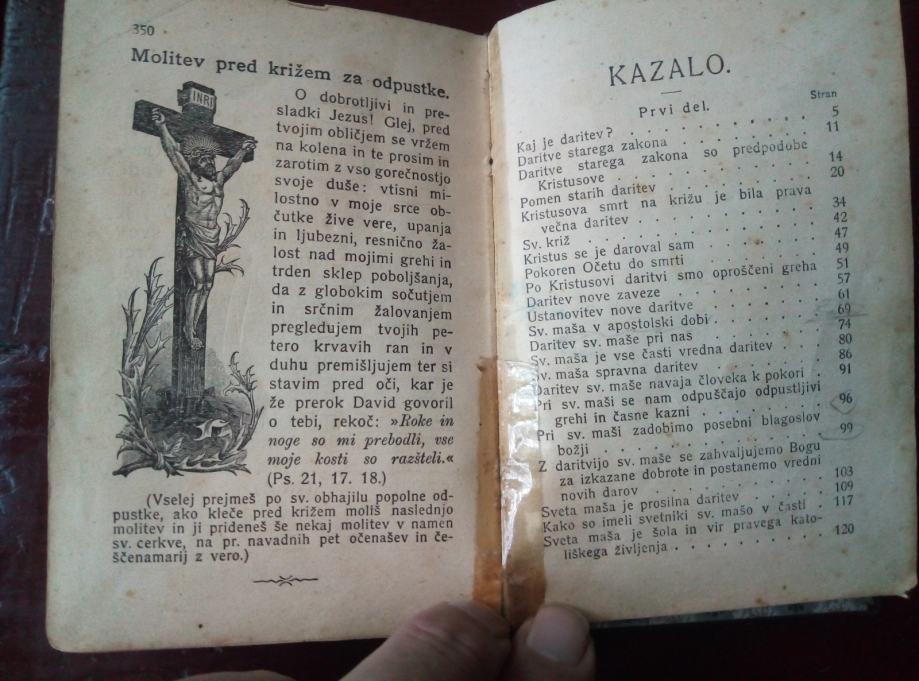 350
Molitev pred križem za odpustke.
INRI
O dobrotljivi in pre-
sladki Jezus! Glej, pred
tvojim obličjem se vržem
na kolena in te prosim in
zarotim z vso gorečnostjo
svoje duše: vtisni mi-
lostno v moje srce ob-
čutke žive vere, upanja
in ljubezni, resnično ža-
lost nad mojimi grehi in
trden sklep poboljšanja,
da z globokim sočutjem
in srčnim žalovanjem
pregledujem tvojih pe-
tero krvavih ran in v
duhu premišljujem ter si
stavim pred oči, kar je
že prerok David govoril
o tebi, rekoč: »Roke in
noge so mi prebodli, vse
moje kosti so razšteli.«
(Ps. 21, 17. 18.)
(Vselej prejmeš po sv. obhajilu popolne od-
pustke, ako kleče pred križem moliš naslednjo
molitev in ji prideneš še nekaj molitev v namen
sv. cerkve, na pr. navadnih pet očenašev in če-
ščenamarij z vero.)
KAZALO.
Prvi del.
Stran
Kaj je daritev? . . . . . . . . 5
Daritve starega zakona . . . . . . 11
Daritve starega zakona so predpodobe
Kristusove . . . . . . . . 14
Pomen starih daritev . . . . . . 20
Kristusova smrt na križu je bila prava
večna daritev . . . . . . . 34
Sv. križ . . . . . . . . . 42
Kristus se je daroval sam . . . . . 47
Pokoren Očetu do smrti . . . . . 49
Po Kristusovi daritvi smo oproščeni greha 51
Daritev nove zaveze . . . . . . 57
Ustanovitev nove daritve . . . . . 61
Sv. maša v apostolski dobi . . . . 69
Daritev sv. maše pri nas . . . . . 74
Sv. maša je vse časti vredna daritev . . 80
Sv. maša spravna daritev . . . . . 86
Daritev sv. maše navaja človeka k pokori . 91
Pri sv. maši se nam odpuščajo odpustljivi
grehi in časne kazni . . . . . 96
Pri sv. maši zadobimo posebni blagoslov
božji . . . . . . . . . 99
Z daritvijo sv. maše se zahvaljujemo Bogu
za izkazane dobrote in postanemo vredni
novih darov . . . . . . . 103
Sveta maša je prosilna daritev . . . . 109
Kako so imeli svetniki sv. mašo v časti . 117
Sveta maša je šola in vir pravega kato-
liškega življenja . . . . . . . 120